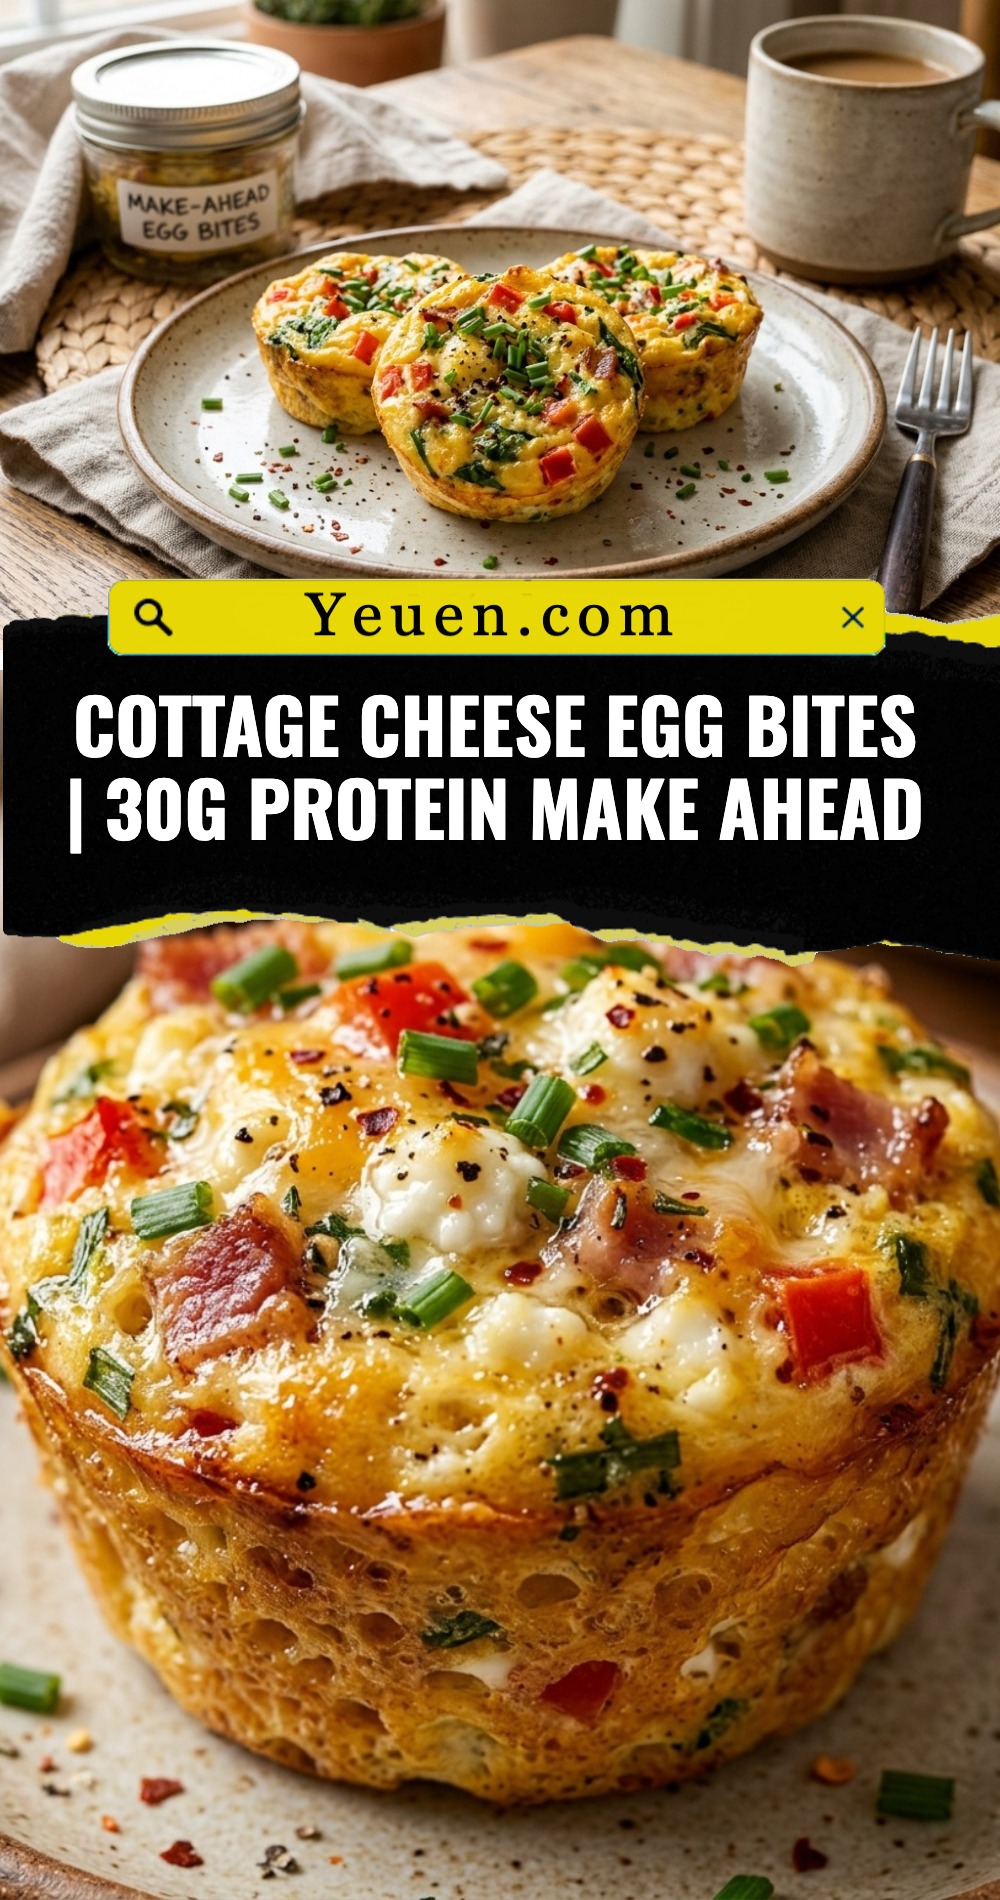 MAKE-AHEAD
EGG BITES
Yeuen.com
COTTAGE CHEESE EGG BITES
| 30G PROTEIN MAKE AHEAD